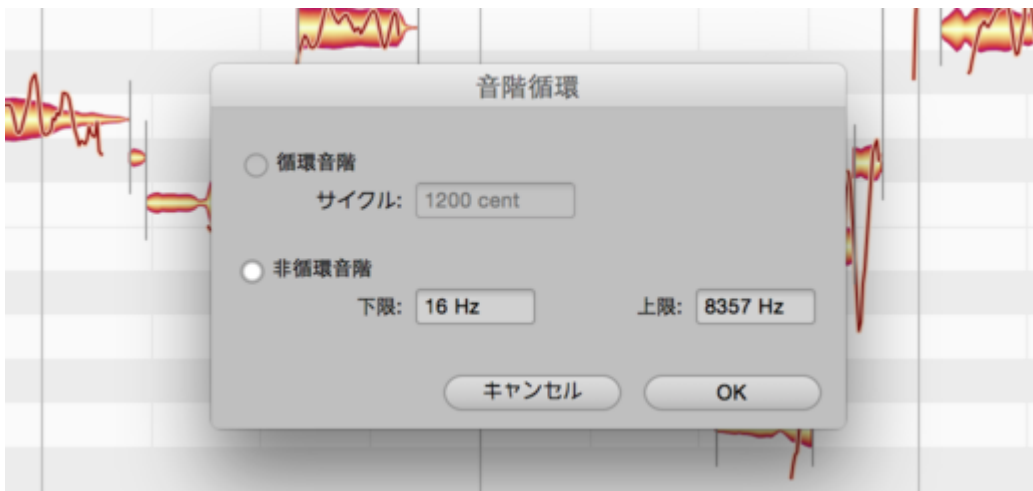 音階循環
循環音階
サイクル: 1200 cent
非循環音階
下限: 16 Hz 上限: 8357 Hz
キャンセル OK